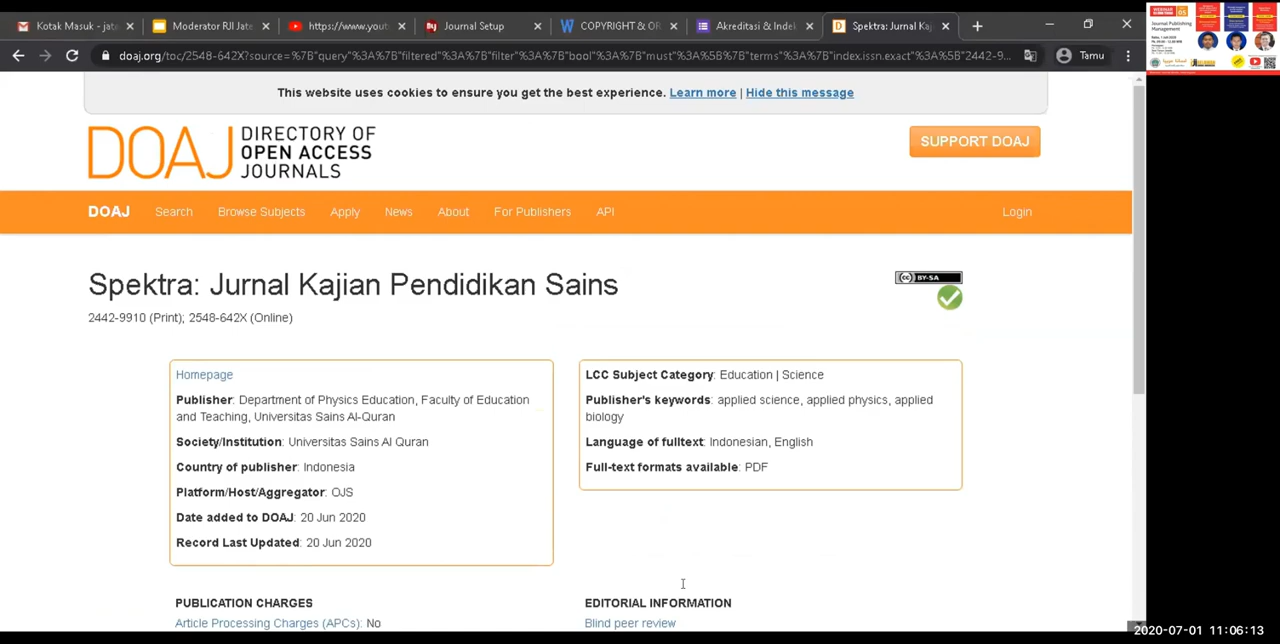 Kotak Masuk - jate
Moderator RJI Jate
https://www.yout
Journal Setup
COPYRIGHT & OR
Akreditasi & Indek
Spektra: Jurnal Kaj
doaj.org/toc/2548-642X?source=%7B"query"%3A%7B"filtered"%3A%7B"filter"%3A%7B"bool"%3A%7B"must"%3A%5B%7B"terms"%3A%7B"index.issn.exact"%3A%5B"2442-9...
Tamu
This website uses cookies to ensure you get the best experience. Learn more | Hide this message
DOAJ
DIRECTORY OF
OPEN ACCESS
JOURNALS
SUPPORT DOAJ
DOAJ Search Browse Subjects Apply News About For Publishers API Login
Spektra: Jurnal Kajian Pendidikan Sains
CC BY-SA
2442-9910 (Print); 2548-642X (Online)
Homepage
Publisher: Department of Physics Education, Faculty of Education
and Teaching, Universitas Sains Al-Quran
Society/Institution: Universitas Sains Al Quran
Country of publisher: Indonesia
Platform/Host/Aggregator: OJS
Date added to DOAJ: 20 Jun 2020
Record Last Updated: 20 Jun 2020
LCC Subject Category: Education | Science
Publisher's keywords: applied science, applied physics, applied
biology
Language of fulltext: Indonesian, English
Full-text formats available: PDF
PUBLICATION CHARGES
Article Processing Charges (APCs): No
EDITORIAL INFORMATION
Blind peer review
Journal Publishing
Management
2020-07-01 11:06:13